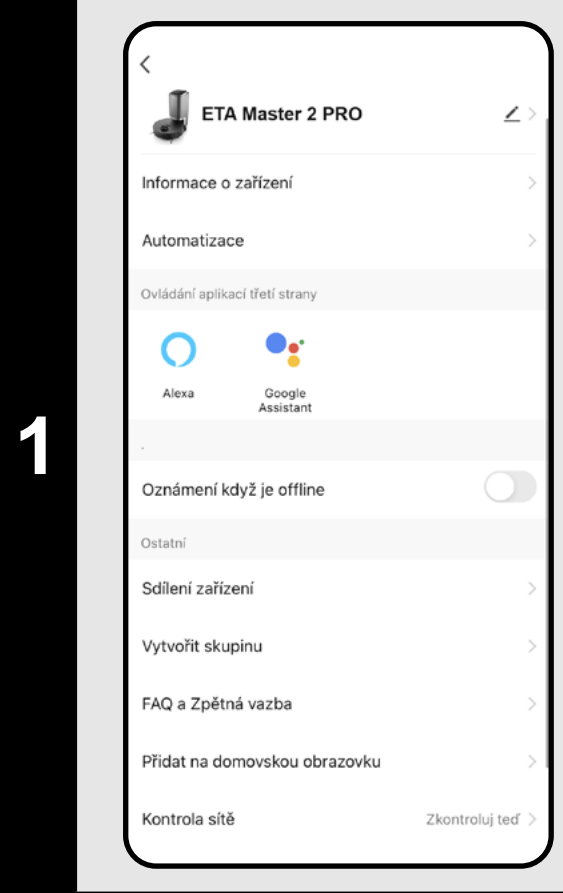 1
ETA Master 2 PRO
Informace o zařízení
Automatizace
Ovládání aplikací třetí strany
Alexa
Google
Assistant
.
Oznámení když je offline
Ostatní
Sdílení zařízení
Vytvořit skupinu
FAQ a Zpětná vazba
Přidat na domovskou obrazovku
Kontrola sítě Zkontroluj teď